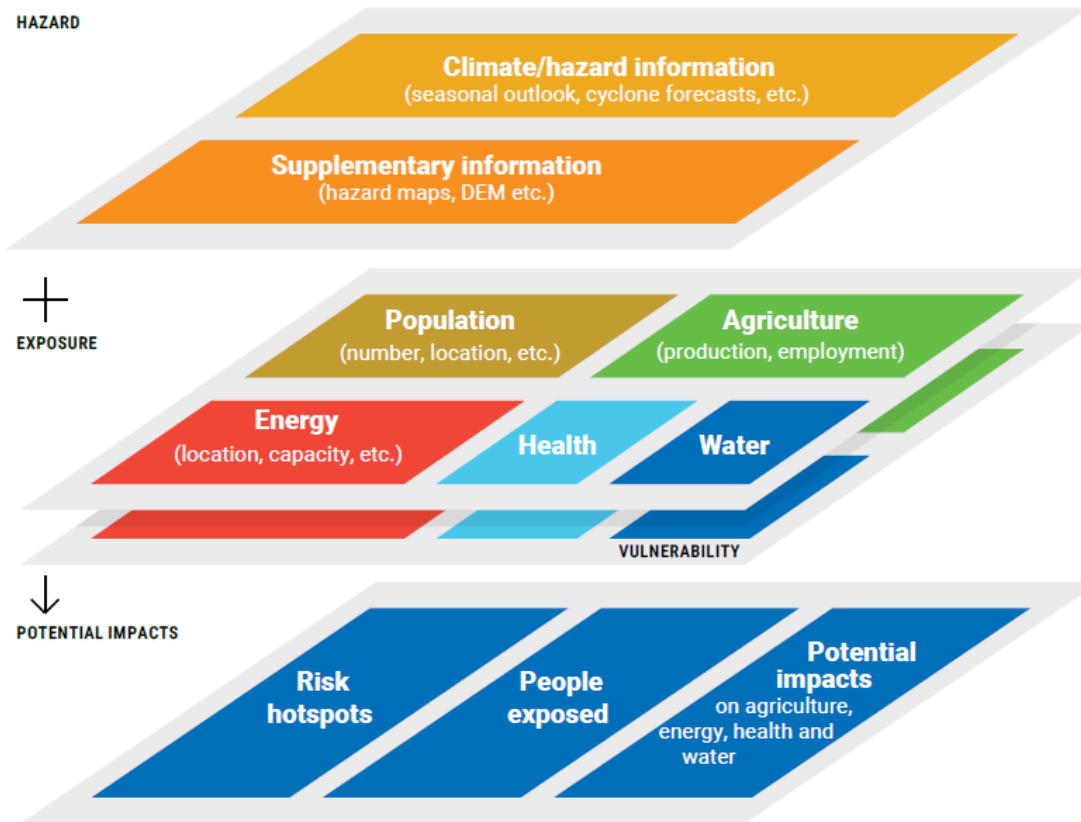 HAZARD
Climate/hazard information
(seasonal outlook, cyclone forecasts, etc.)
Supplementary information
(hazard maps, DEM etc.)
EXPOSURE
Population
(number, location, etc.)
Agriculture
(production, employment)
Energy
(location, capacity, etc.)
Health
Water
VULNERABILITY
POTENTIAL IMPACTS
Risk
hotspots
People
exposed
Potential
impacts
on agriculture,
energy, health and
water